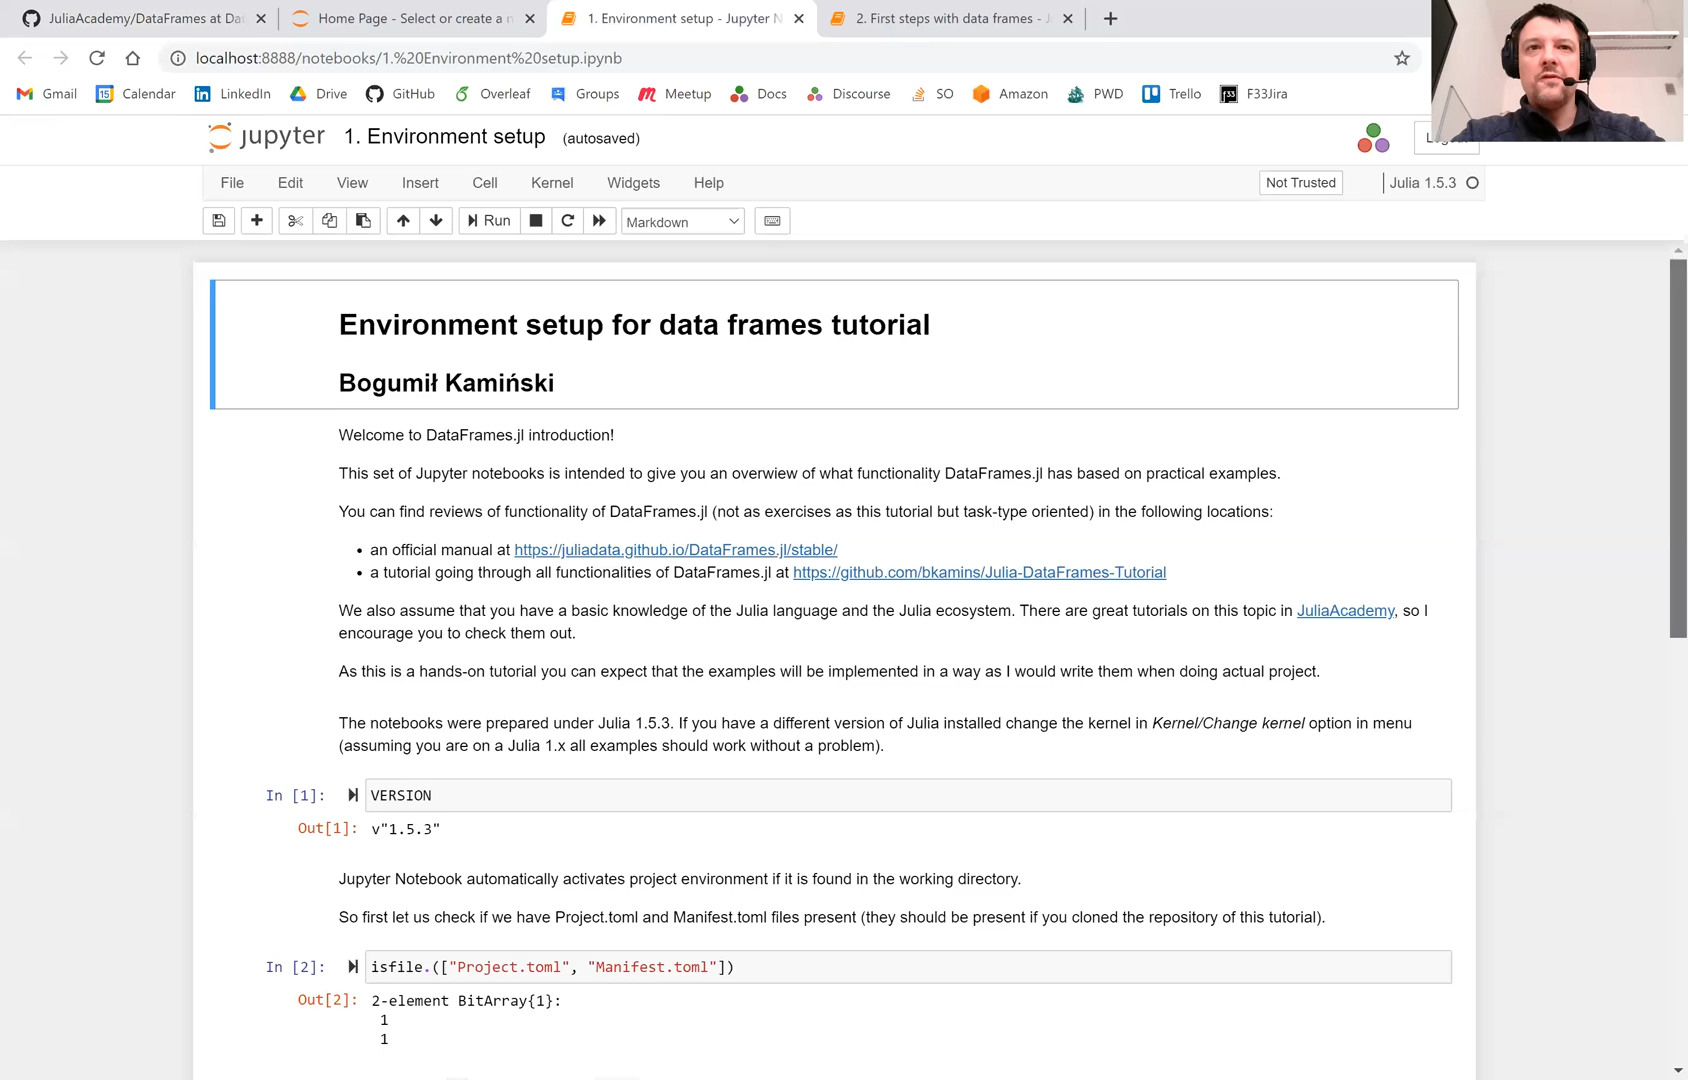 JuliaAcademy/DataFrames at Da
Home Page - Select or create a n
1. Environment setup - Jupyter N
2. First steps with data frames - J
localhost:8888/notebooks/1.%20Environment%20setup.ipynb
Gmail
15 Calendar
LinkedIn
Drive
GitHub
Overleaf
Groups
Meetup
Docs
Discourse
SO
Amazon
PWD
Trello
F33Jira
jupyter 1. Environment setup (autosaved)
File Edit View Insert Cell Kernel Widgets Help
Not Trusted
Julia 1.5.3
Run
Markdown
Environment setup for data frames tutorial
Bogumił Kamiński
Welcome to DataFrames.jl introduction!
This set of Jupyter notebooks is intended to give you an overwiew of what functionality DataFrames.jl has based on practical examples.
You can find reviews of functionality of DataFrames.jl (not as exercises as this tutorial but task-type oriented) in the following locations:
• an official manual at https://juliadata.github.io/DataFrames.jl/stable/
• a tutorial going through all functionalities of DataFrames.jl at https://github.com/bkamins/Julia-DataFrames-Tutorial
We also assume that you have a basic knowledge of the Julia language and the Julia ecosystem. There are great tutorials on this topic in JuliaAcademy, so I
encourage you to check them out.
As this is a hands-on tutorial you can expect that the examples will be implemented in a way as I would write them when doing actual project.
The notebooks were prepared under Julia 1.5.3. If you have a different version of Julia installed change the kernel in Kernel/Change kernel option in menu
(assuming you are on a Julia 1.x all examples should work without a problem).
In [1]: VERSION
Out[1]: v"1.5.3"
Jupyter Notebook automatically activates project environment if it is found in the working directory.
So first let us check if we have Project.toml and Manifest.toml files present (they should be present if you cloned the repository of this tutorial).
In [2]: isfile.(["Project.toml", "Manifest.toml"])
Out[2]: 2-element BitArray{1}:
1
1